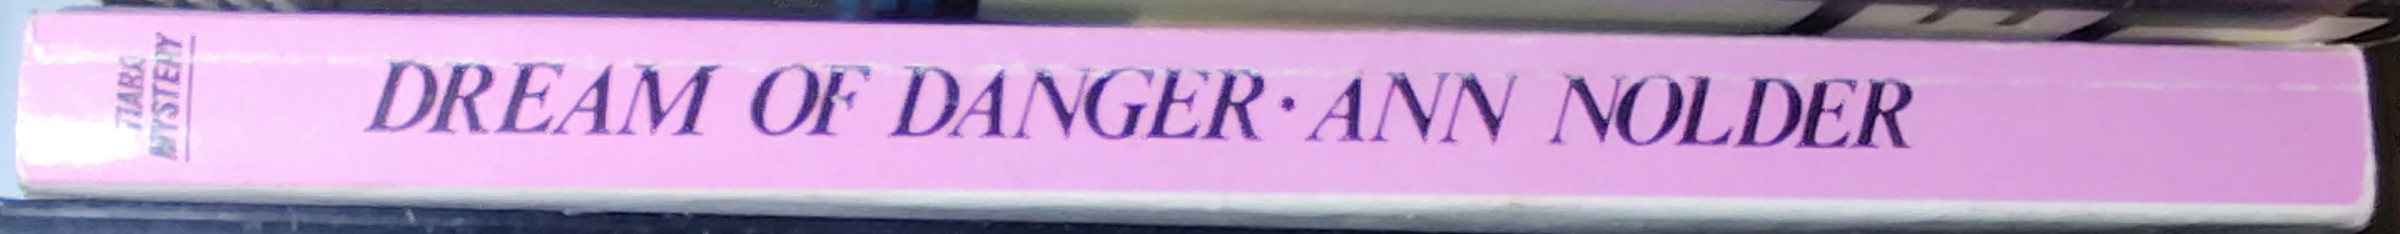 TIARA
MYSTERY
DREAM OF DANGER · ANN NOLDER